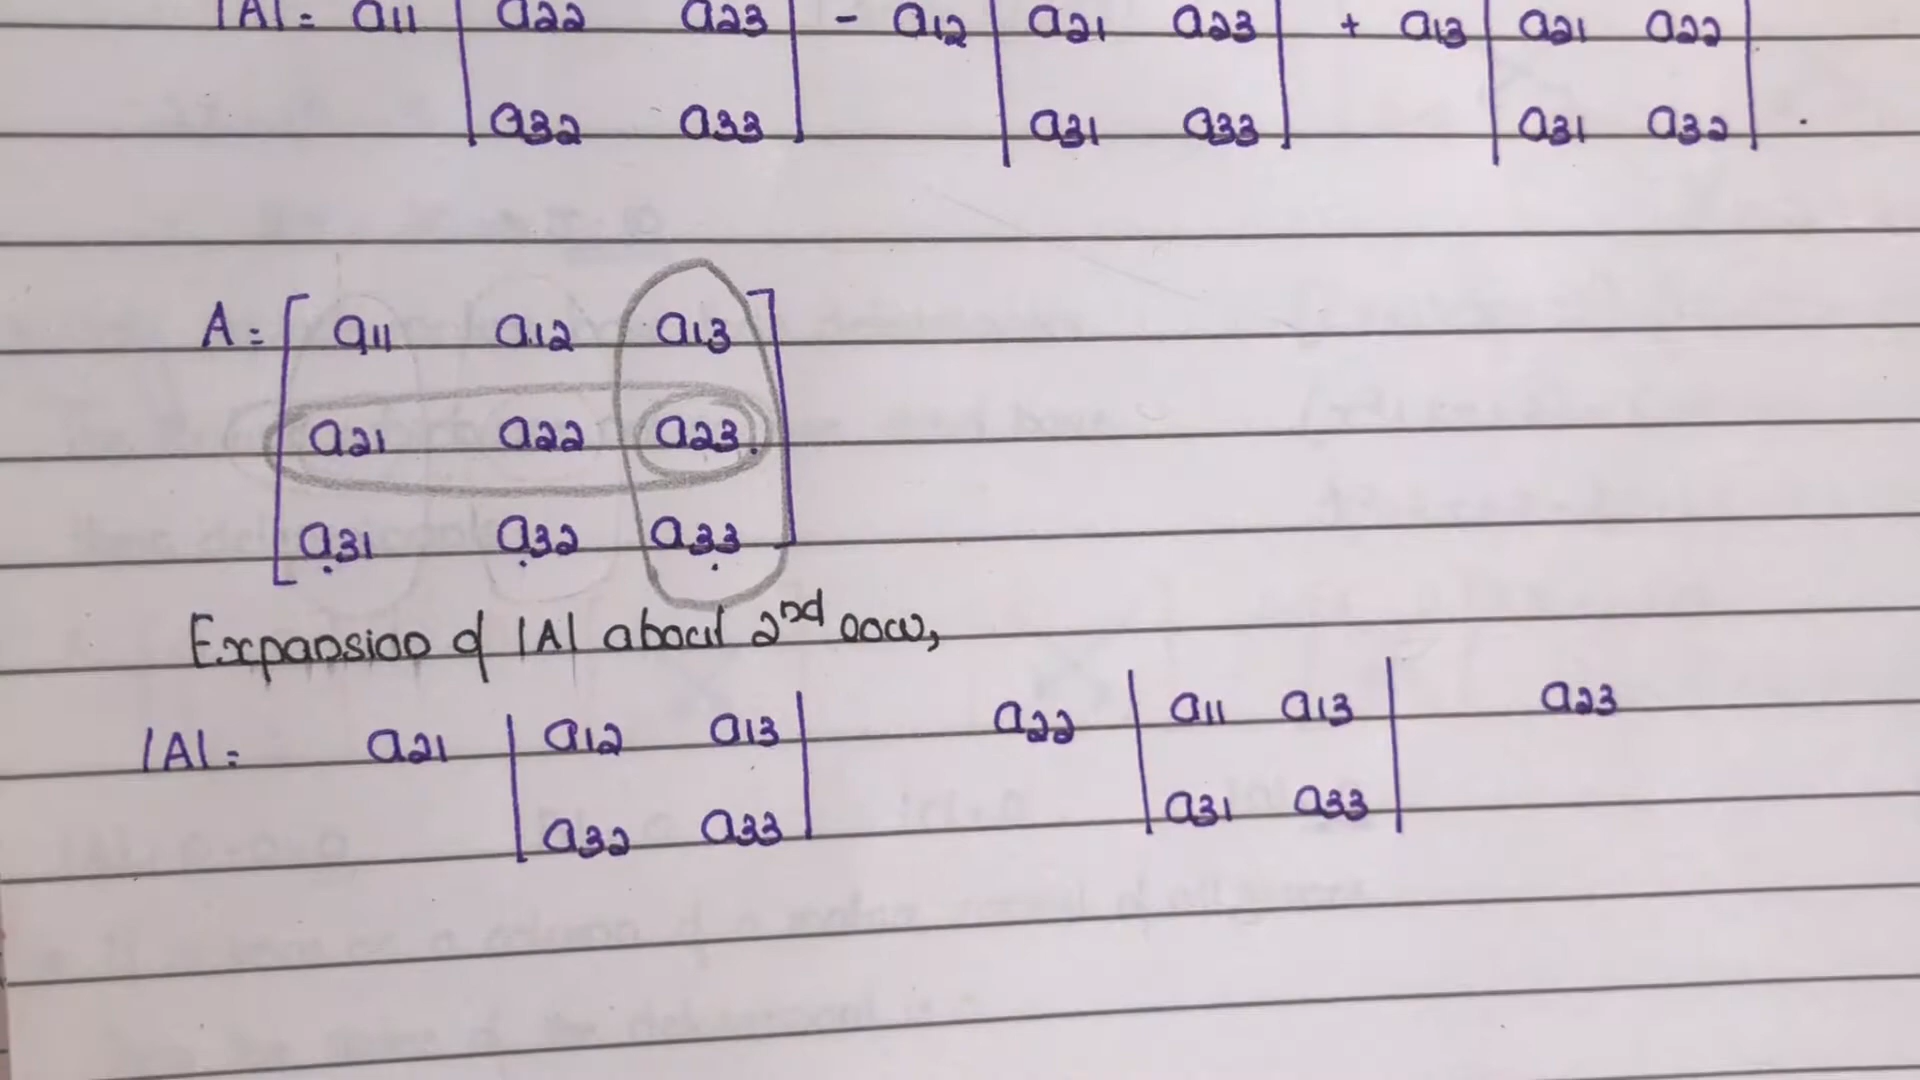 |A| = a11 | a22 a23 | - a12 | a21 a23 | + a13 | a21 a22 |
| a32 a33 | | a31 a33 | | a31 a32 | .
A = [ a11 a12 a13 ]
a21 a22 a23
a31 a32 a33
Expansion of |A| about 2nd row,
|A| = a21 | a12 a13 | a22 | a11 a13 | a23
| a32 a33 | | a31 a33 |